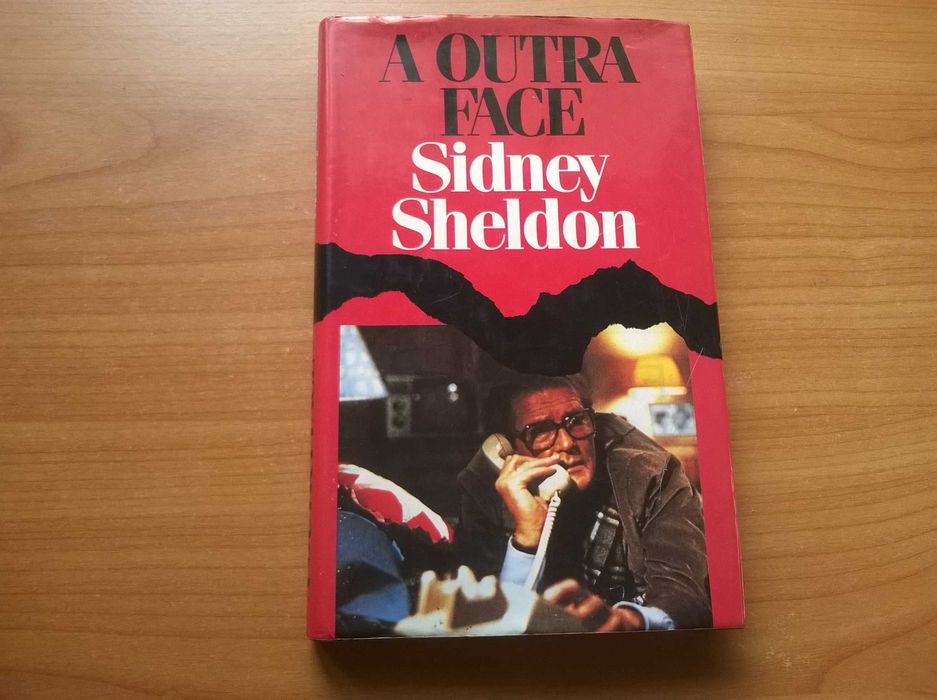 A OUTRA
FACE
Sidney
Sheldon